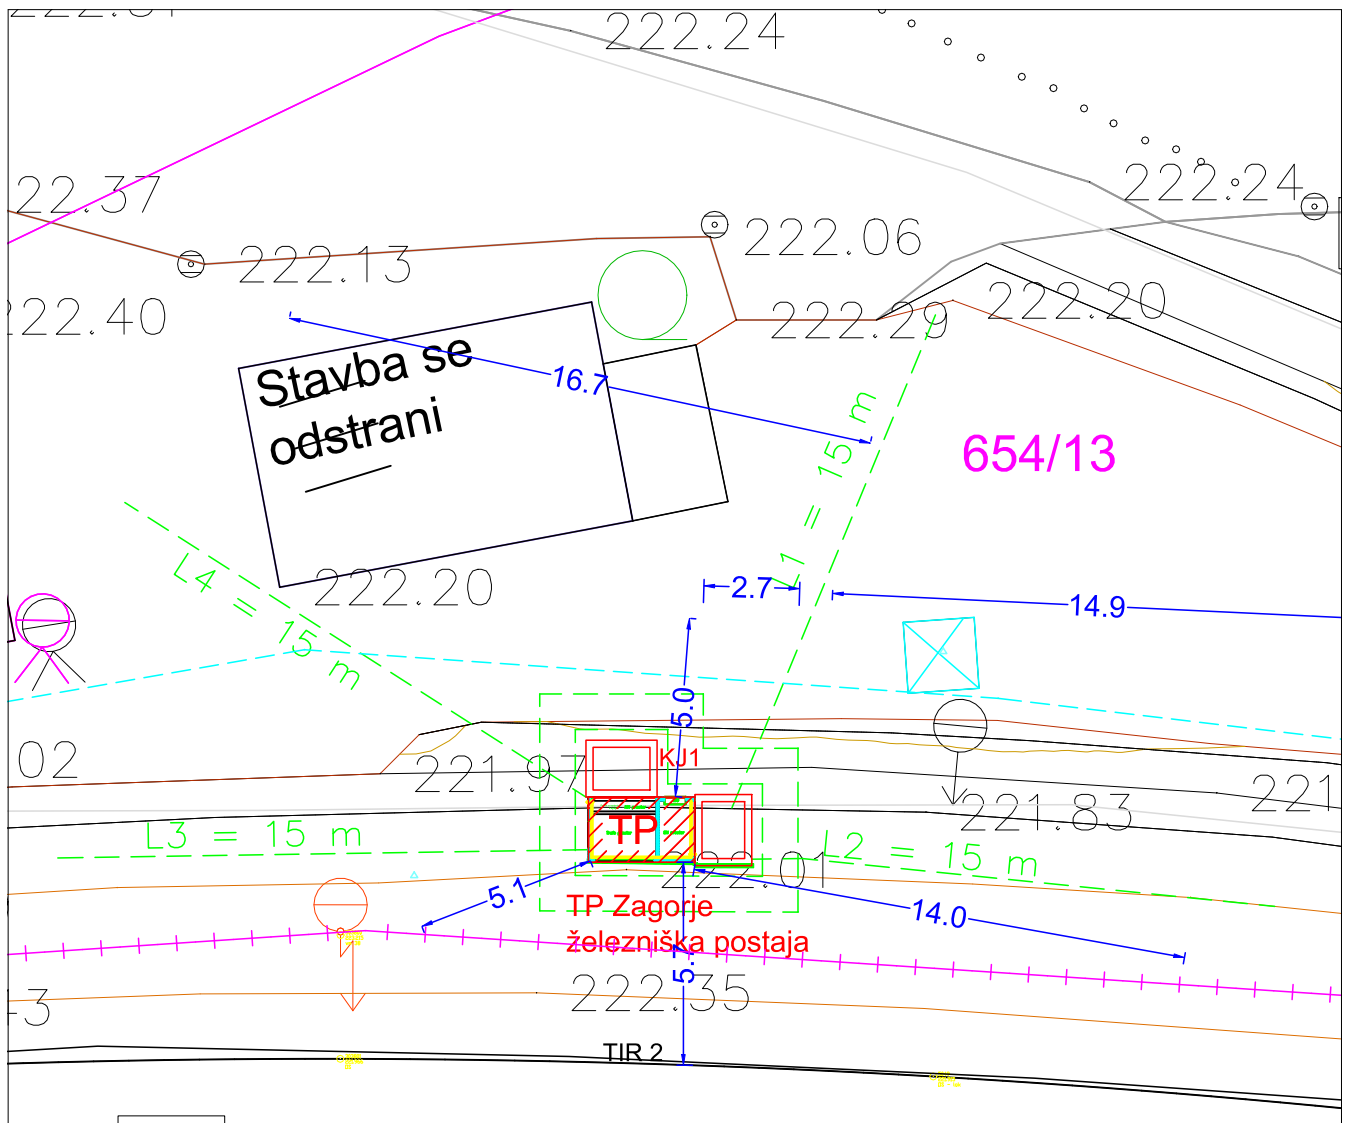 222.24
222.24
22.37
222.06
222.13
222.20
222.40
222.29
Stavba se
odstrani
16.7
L1 = 15 m
654/13
L4 = 15 m
222.20
2.7
14.9
5.0
02
221.97
KJ1
221
221.83
TP
L3 = 15 m
L2 = 15 m
222.01
5.1
14.0
TP Zagorje
železniška postaja
5.7
222.35
TIR 2